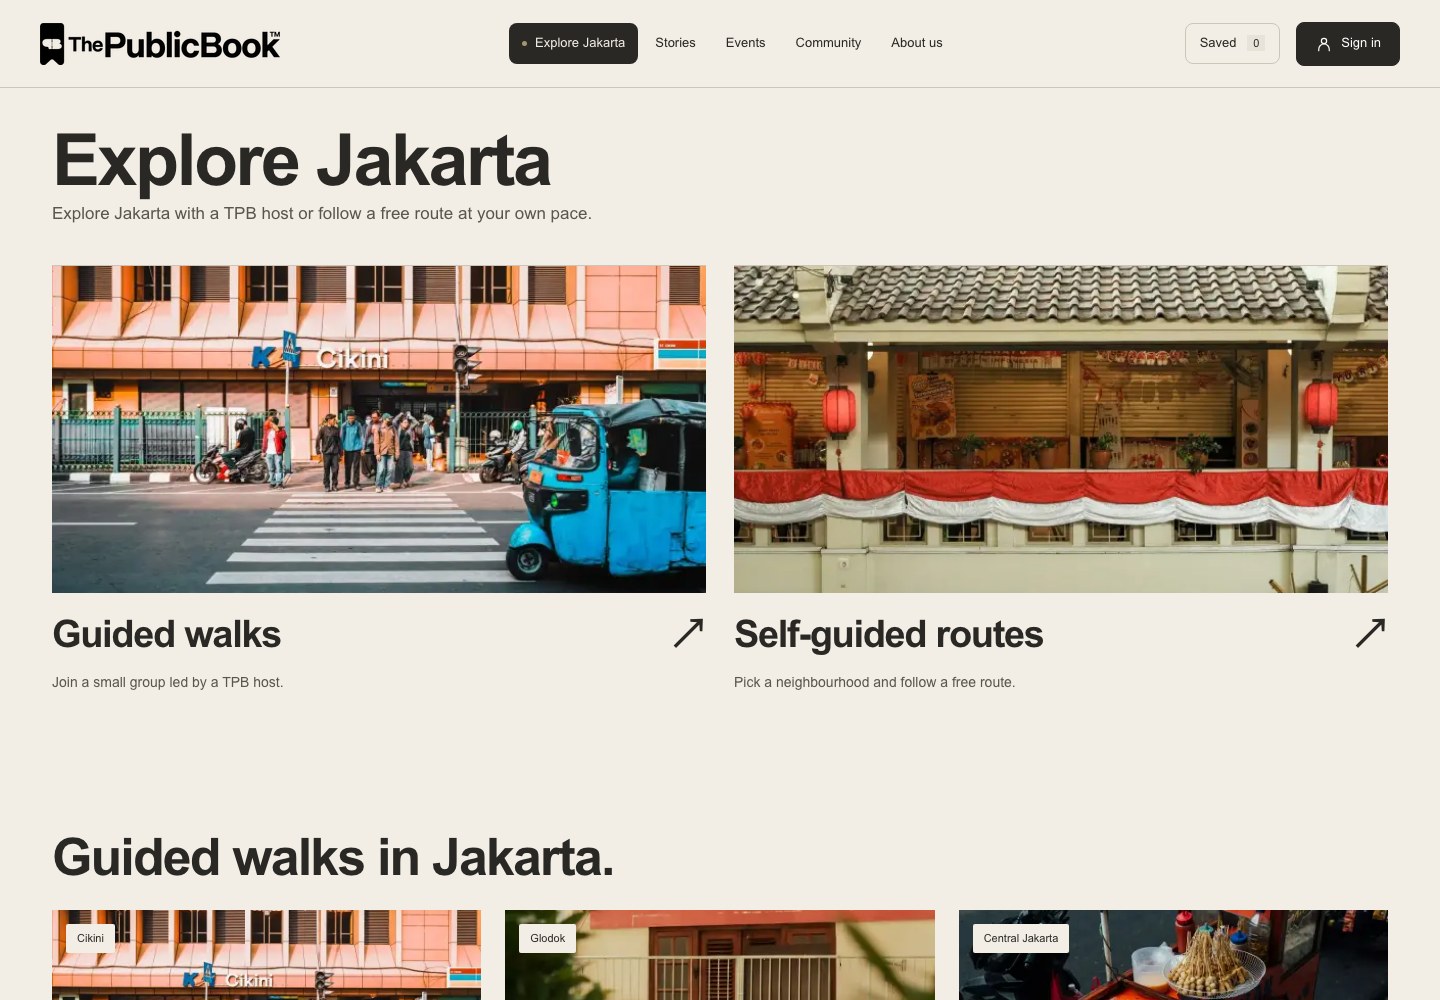 ThePublicBook™
Explore Jakarta
Stories
Events
Community
About us
Saved 0
Sign in
Explore Jakarta
Explore Jakarta with a TPB host or follow a free route at your own pace.
Cikini
Guided walks
Join a small group led by a TPB host.
Self-guided routes
Pick a neighbourhood and follow a free route.
Guided walks in Jakarta.
Cikini
Cikini
Glodok
Central Jakarta